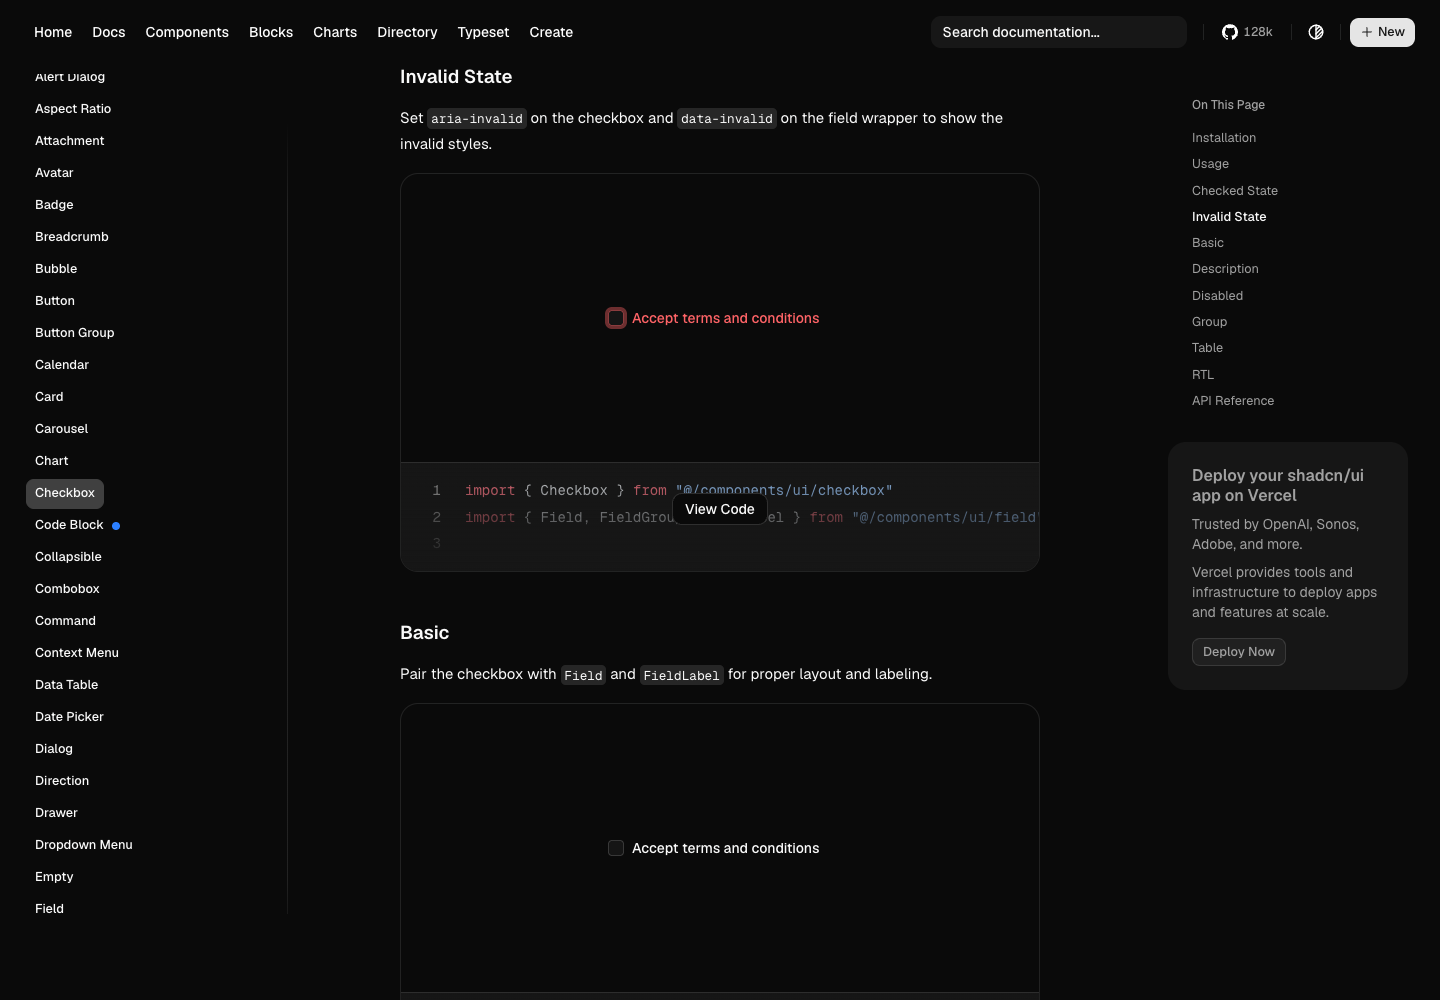 Home Docs Components Blocks Charts Directory Typeset Create
Search documentation...
128k
New
Alert Dialog
Aspect Ratio
Attachment
Avatar
Badge
Breadcrumb
Bubble
Button
Button Group
Calendar
Card
Carousel
Chart
Checkbox
Code Block
Collapsible
Combobox
Command
Context Menu
Data Table
Date Picker
Dialog
Direction
Drawer
Dropdown Menu
Empty
Field
Invalid State
Set aria-invalid on the checkbox and data-invalid on the field wrapper to show the
invalid styles.
Accept terms and conditions
1 import { Checkbox } from "@/components/ui/checkbox"
View Code
2 import { Field, } from "@/components/ui/field"
3
Basic
Pair the checkbox with Field and FieldLabel for proper layout and labeling.
Accept terms and conditions
On This Page
Installation
Usage
Checked State
Invalid State
Basic
Description
Disabled
Group
Table
RTL
API Reference
Deploy your shadcn/ui
app on Vercel
Trusted by OpenAI, Sonos,
Adobe, and more.
Vercel provides tools and
infrastructure to deploy apps
and features at scale.
Deploy Now